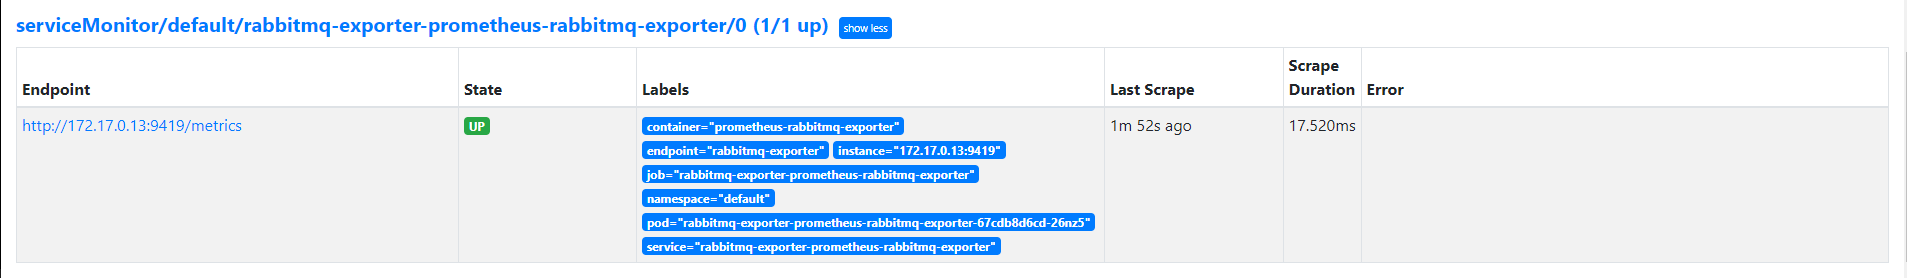 serviceMonitor/default/rabbitmq-exporter-prometheus-rabbitmq-exporter/0 (1/1 up) show less
Endpoint State Labels Last Scrape Scrape Duration Error
http://172.17.0.13:9419/metrics UP container="prometheus-rabbitmq-exporter" 1m 52s ago 17.520ms
endpoint="rabbitmq-exporter" instance="172.17.0.13:9419"
job="rabbitmq-exporter-prometheus-rabbitmq-exporter"
namespace="default"
pod="rabbitmq-exporter-prometheus-rabbitmq-exporter-67cdb8d6cd-26nz5"
service="rabbitmq-exporter-prometheus-rabbitmq-exporter"